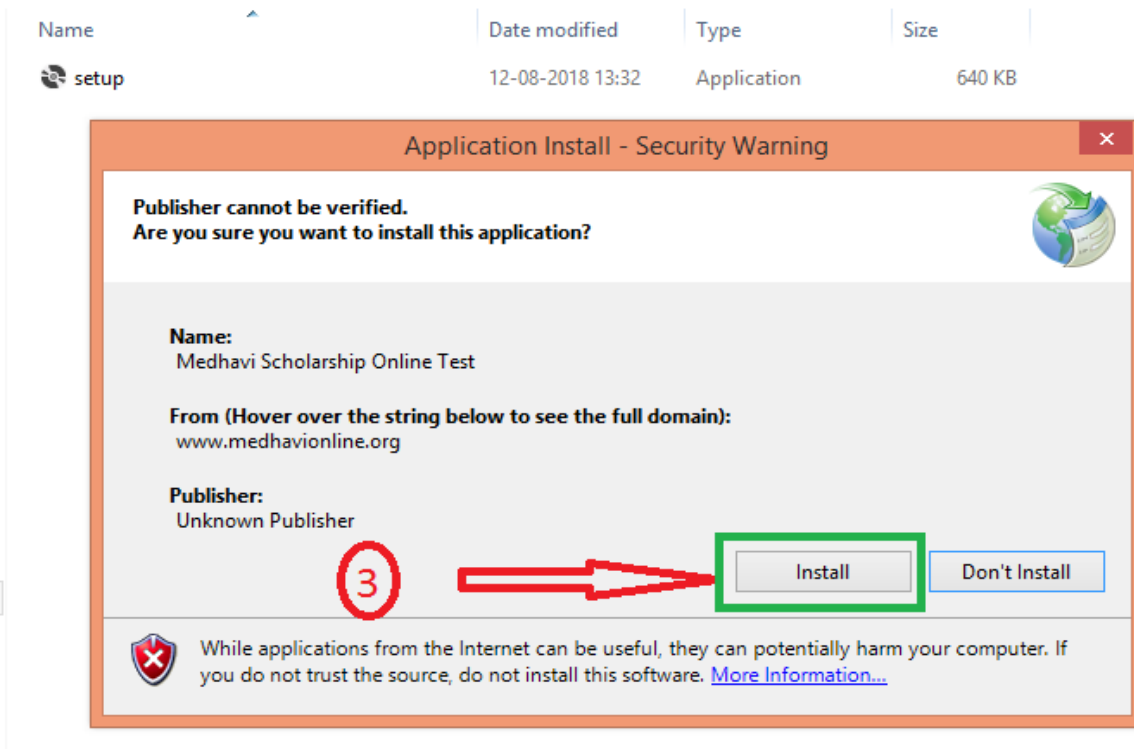 Name Date modified Type Size
setup 12-08-2018 13:32 Application 640 KB
Application Install - Security Warning
Publisher cannot be verified.
Are you sure you want to install this application?
Name:
Medhavi Scholarship Online Test
From (Hover over the string below to see the full domain):
www.medhavionline.org
Publisher:
Unknown Publisher
3 Install Don't Install
While applications from the Internet can be useful, they can potentially harm your computer. If
you do not trust the source, do not install this software. More Information...